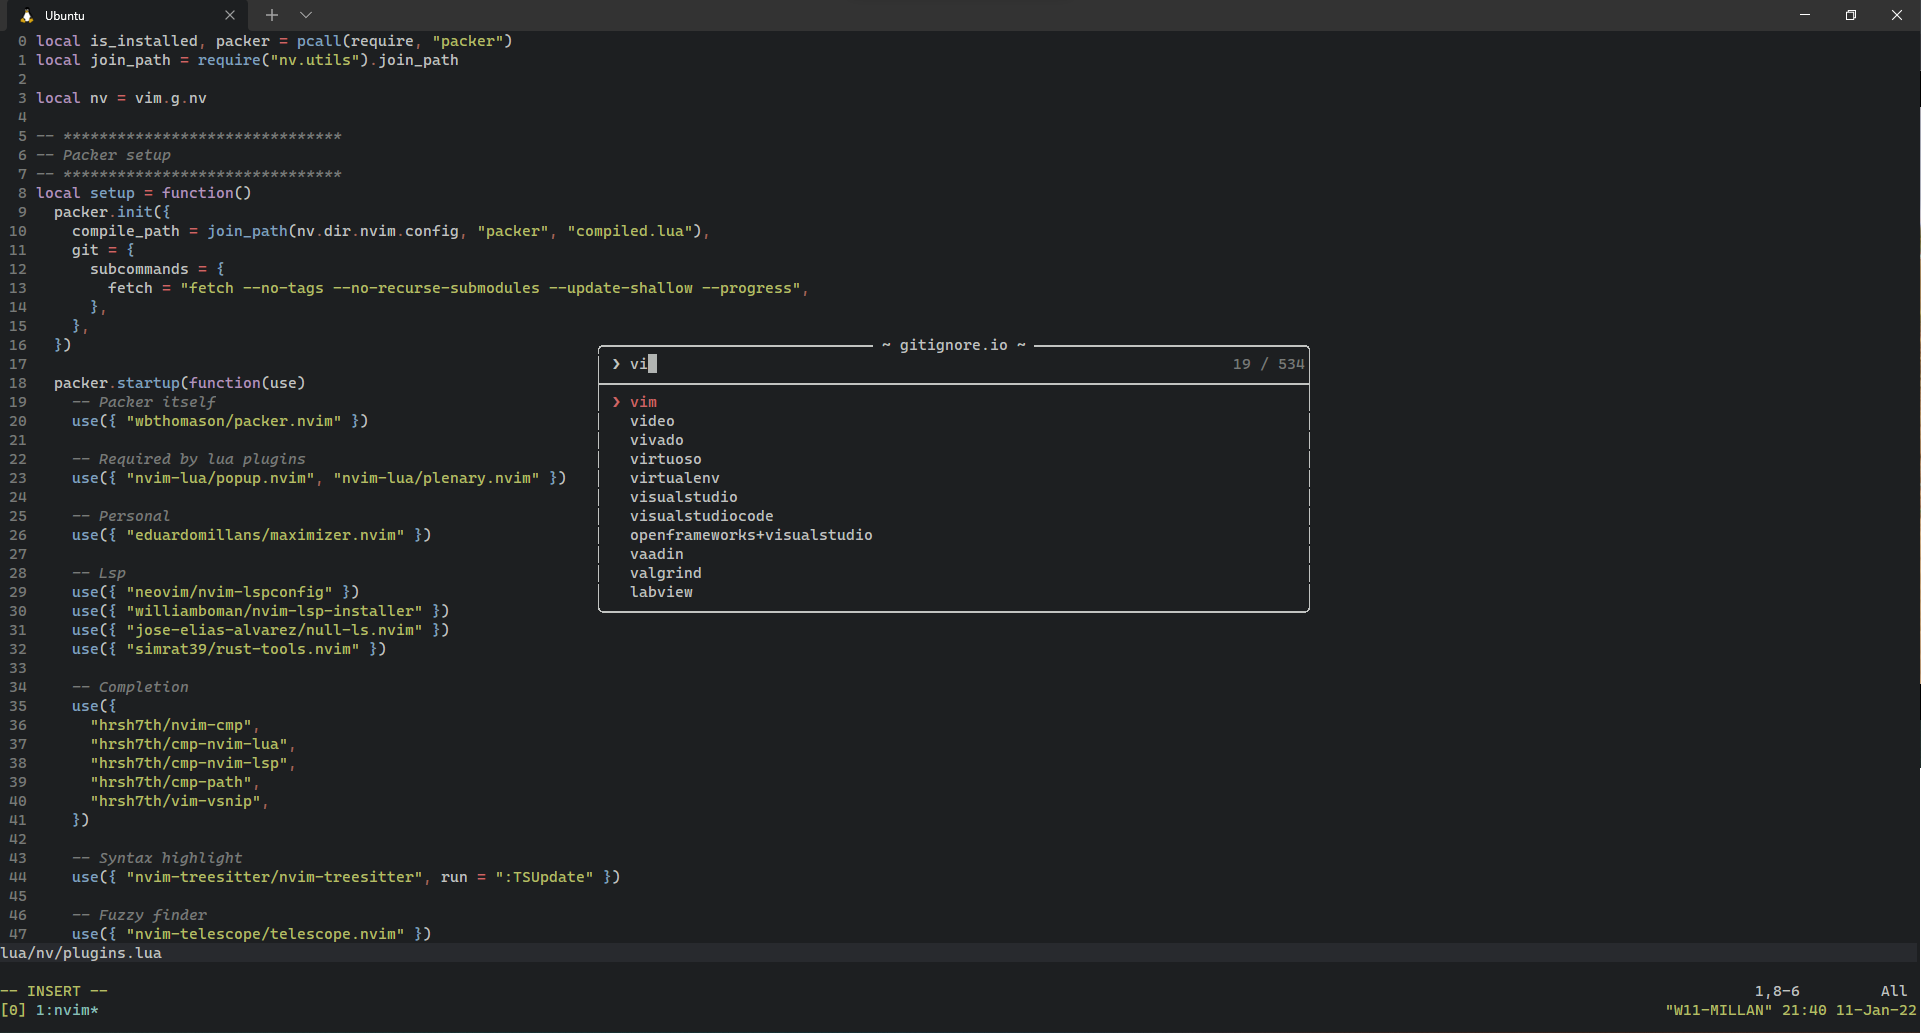 Ubuntu
0 local is_installed, packer = pcall(require, "packer")
1 local join_path = require("nv.utils").join_path
2
3 local nv = vim.g.nv
4
5 -- *******************************
6 -- Packer setup
7 -- *******************************
8 local setup = function()
9   packer.init({
10     compile_path = join_path(nv.dir.nvim.config, "packer", "compiled.lua"),
11     git = {
12       subcommands = {
13         fetch = "fetch --no-tags --no-recurse-submodules --update-shallow --progress",
14       },
15     },
16   })
17
18   packer.startup(function(use)
19     -- Packer itself
20     use({ "wbthomason/packer.nvim" })
21
22     -- Required by lua plugins
23     use({ "nvim-lua/popup.nvim", "nvim-lua/plenary.nvim" })
24
25     -- Personal
26     use({ "eduardomillans/maximizer.nvim" })
27
28     -- Lsp
29     use({ "neovim/nvim-lspconfig" })
30     use({ "williamboman/nvim-lsp-installer" })
31     use({ "jose-elias-alvarez/null-ls.nvim" })
32     use({ "simrat39/rust-tools.nvim" })
33
34     -- Completion
35     use({
36       "hrsh7th/nvim-cmp",
37       "hrsh7th/cmp-nvim-lua",
38       "hrsh7th/cmp-nvim-lsp",
39       "hrsh7th/cmp-path",
40       "hrsh7th/vim-vsnip",
41     })
42
43     -- Syntax highlight
44     use({ "nvim-treesitter/nvim-treesitter", run = ":TSUpdate" })
45
46     -- Fuzzy finder
47     use({ "nvim-telescope/telescope.nvim" })
~ gitignore.io ~
❯ vi 19 / 534
❯ vim
video
vivado
virtuoso
virtualenv
visualstudio
visualstudiocode
openframeworks+visualstudio
vaadin
valgrind
labview
lua/nv/plugins.lua
-- INSERT -- 1,8-6 All
[0] 1:nvim* "W11-MILLAN" 21:40 11-Jan-22